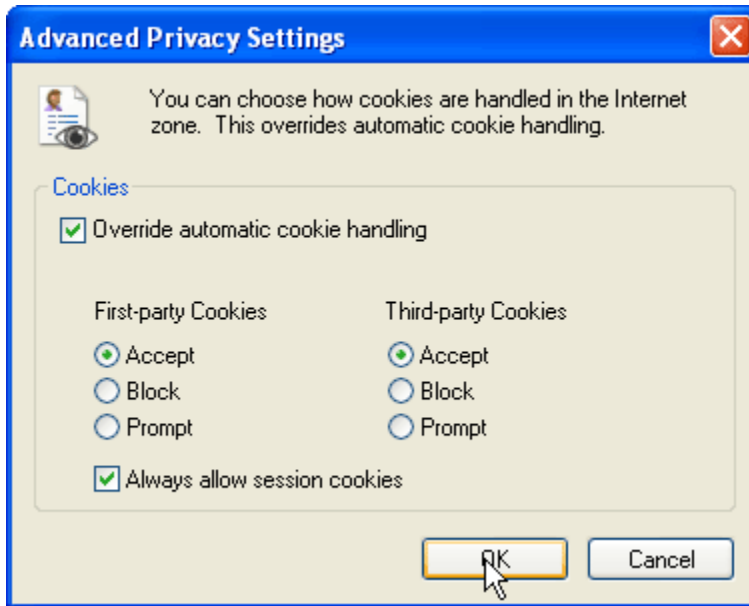 Advanced Privacy Settings
You can choose how cookies are handled in the Internet
zone.  This overrides automatic cookie handling.
Cookies
Override automatic cookie handling
First-party Cookies
Third-party Cookies
Accept
Accept
Block
Block
Prompt
Prompt
Always allow session cookies
OK
Cancel